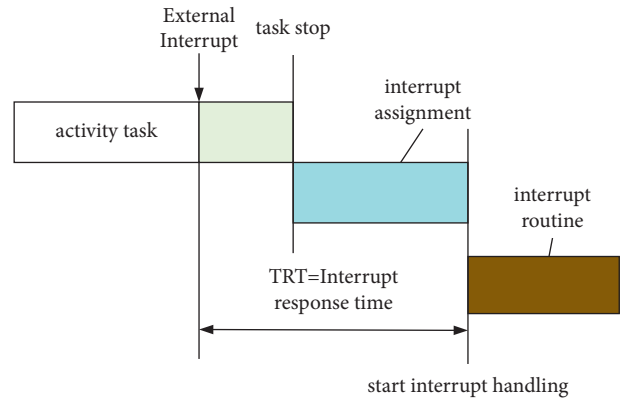 External
Interrupt
task stop
activity task
interrupt
assignment
interrupt
routine
TRT=Interrupt
response time
start interrupt handling